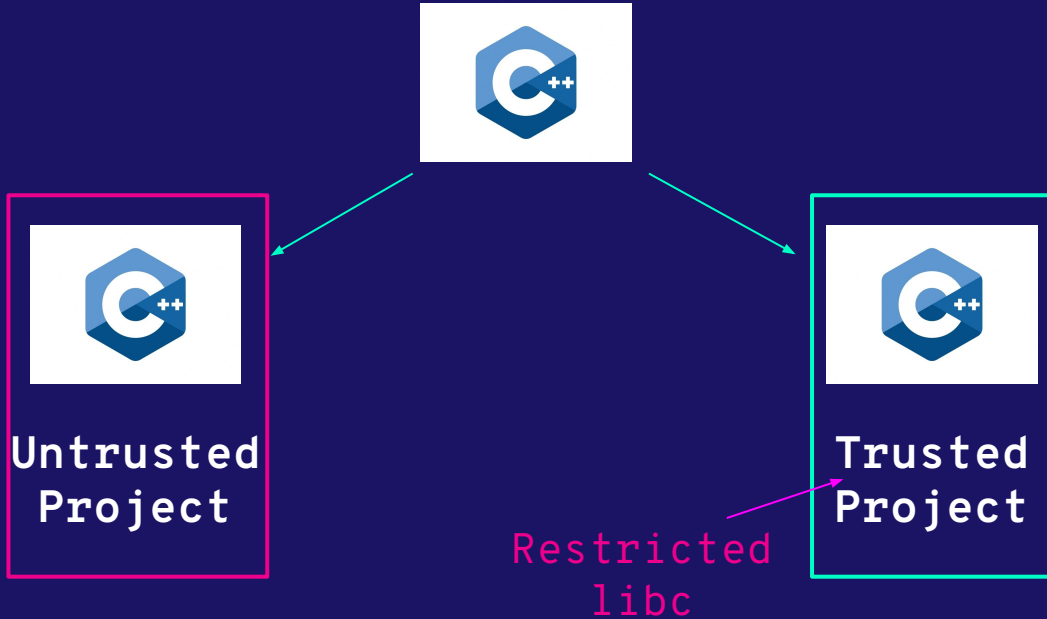 C++
C++
C++
Untrusted
Project
Trusted
Project
Restricted
libc